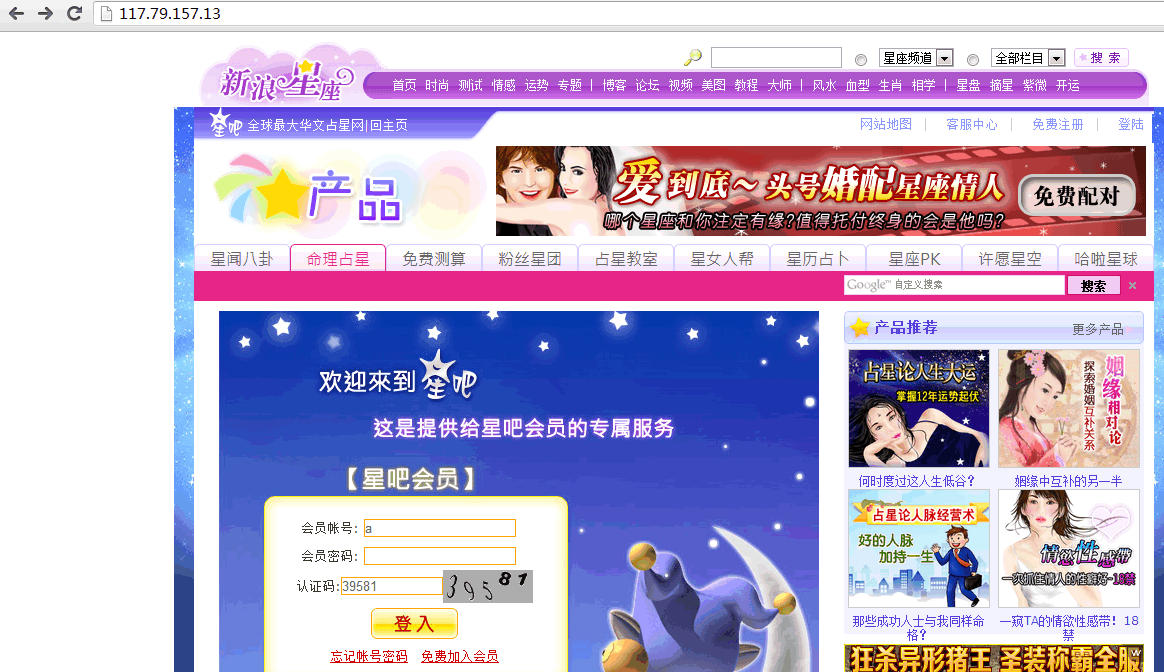 117.79.157.13
新浪星座
星座频道 全部栏目 搜 索
首页 时尚 测试 情感 运势 专题 | 博客 论坛 视频 美图 教程 大师 | 风水 血型 生肖 相学 | 星盘 摘星 紫微 开运
星吧 全球最大华文占星网|回主页
网站地图 | 客服中心 | 免费注册 | 登陆
产品
爱到底～头号婚配星座情人
哪个星座和你注定有缘?值得托付终身的会是他吗?
免费配对
星闻八卦 命理占星 免费测算 粉丝星团 占星教室 星女人帮 星历占卜 星座PK 许愿星空 哈啦星球
Google™ 自定义搜索 搜索 ×
欢迎來到 星吧
这是提供给星吧会员的专属服务
【星吧会员】
会员帐号: a
会员密码:
认证码: 39581 39581
登 入
忘记帐号密码 免费加入会员
产品推荐 更多产品
占星论人生大运
掌握12年运势起伏
何时度过这人生低谷?
姻缘相对论
探索婚姻互补关系
姻缘中互补的另一半
占星论人脉经营术
好的人脉
加持一生
那些成功人士与我同样命格?
情慾性感带
一次抓住情人的性癖好-18禁
一窥TA的情欲性感带！18禁
狂杀异形猪王 圣装称霸全服